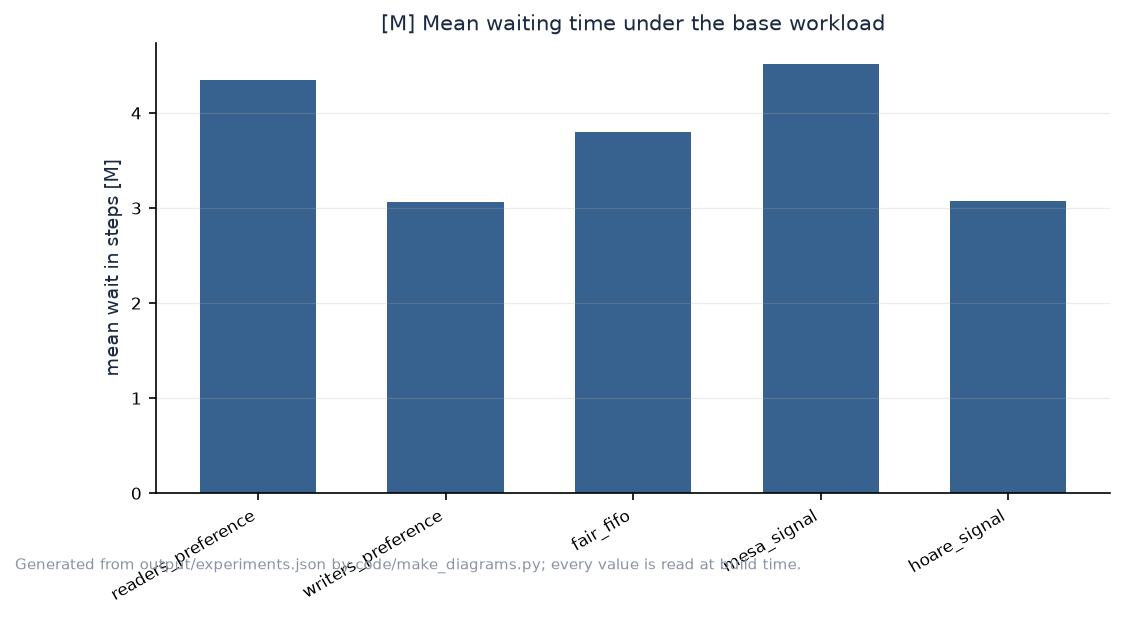 [M] Mean waiting time under the base workload
mean wait in steps [M]
4
3
2
1
0
readers_preference
writers_preference
fair_fifo
mesa_signal
hoare_signal
Generated from output/experiments.json by code/make_diagrams.py; every value is read at build time.